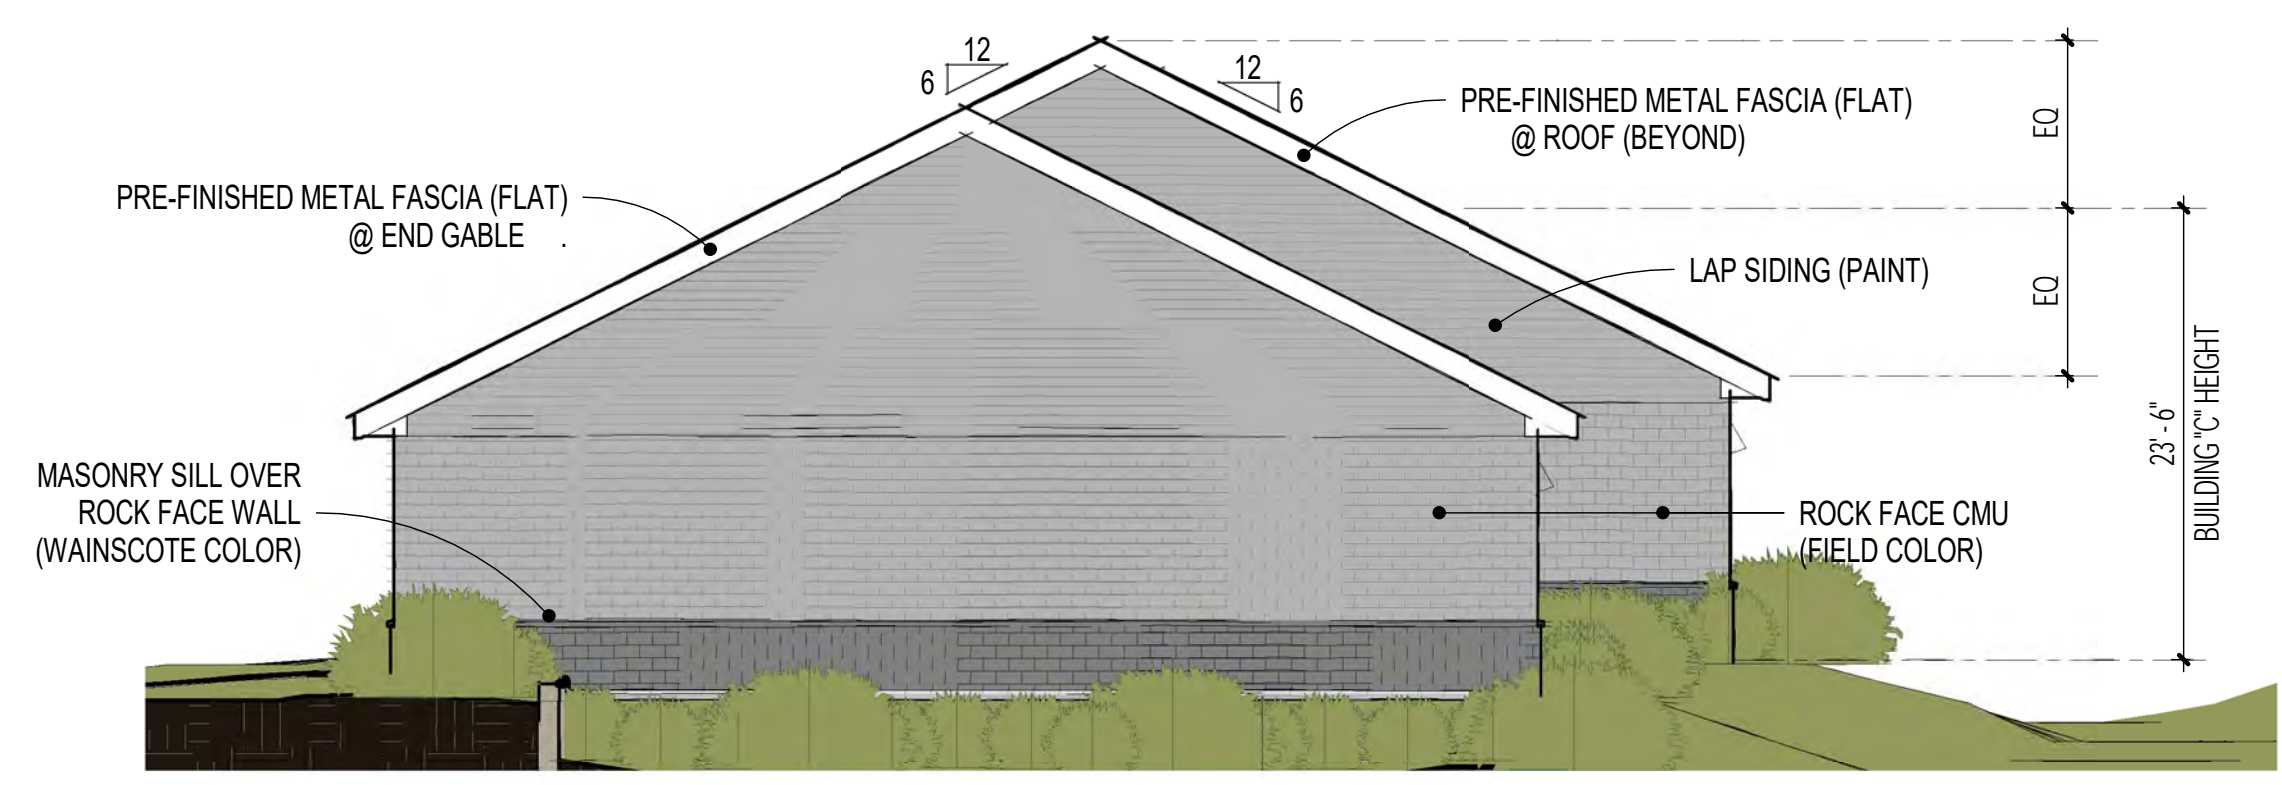 12
6
12
6
PRE-FINISHED METAL FASCIA (FLAT)
@ ROOF (BEYOND)
EQ
PRE-FINISHED METAL FASCIA (FLAT)
@ END GABLE .
LAP SIDING (PAINT)
EQ
23' - 6"
BUILDING "C" HEIGHT
MASONRY SILL OVER
ROCK FACE WALL
(WAINSCOTE COLOR)
ROCK FACE CMU
(FIELD COLOR)